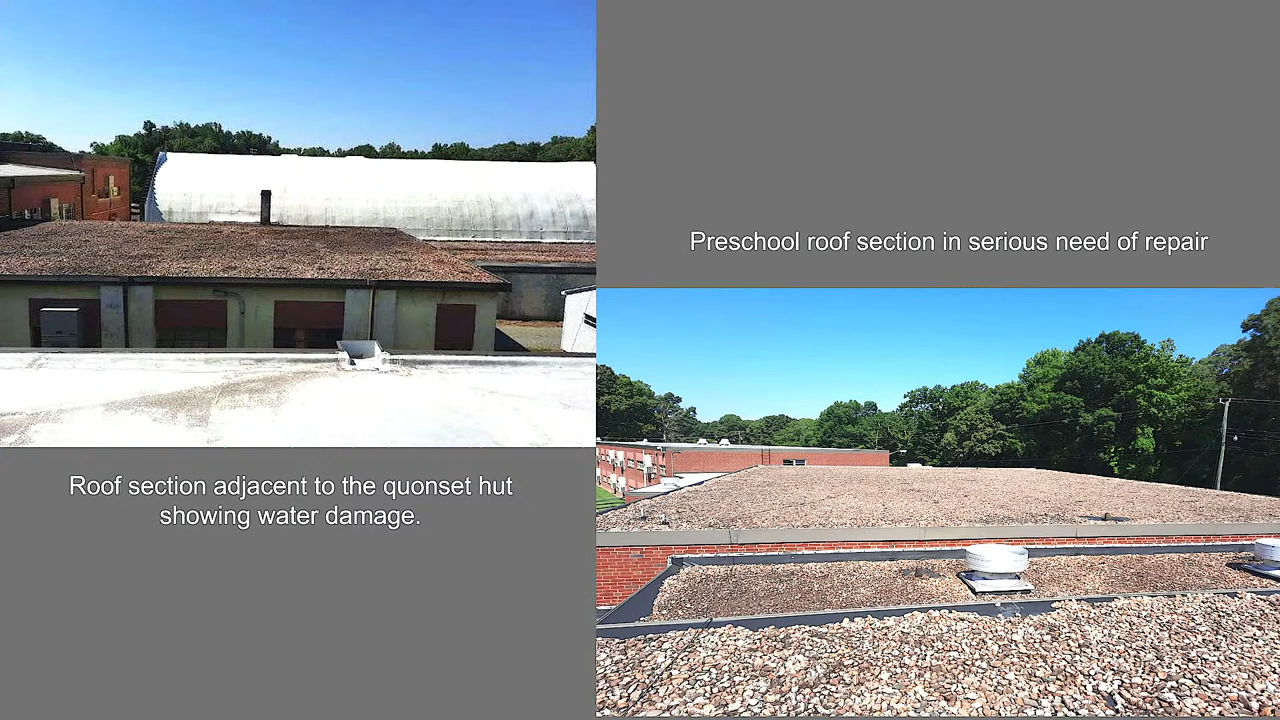 Preschool roof section in serious need of repair
Roof section adjacent to the quonset hut
showing water damage.